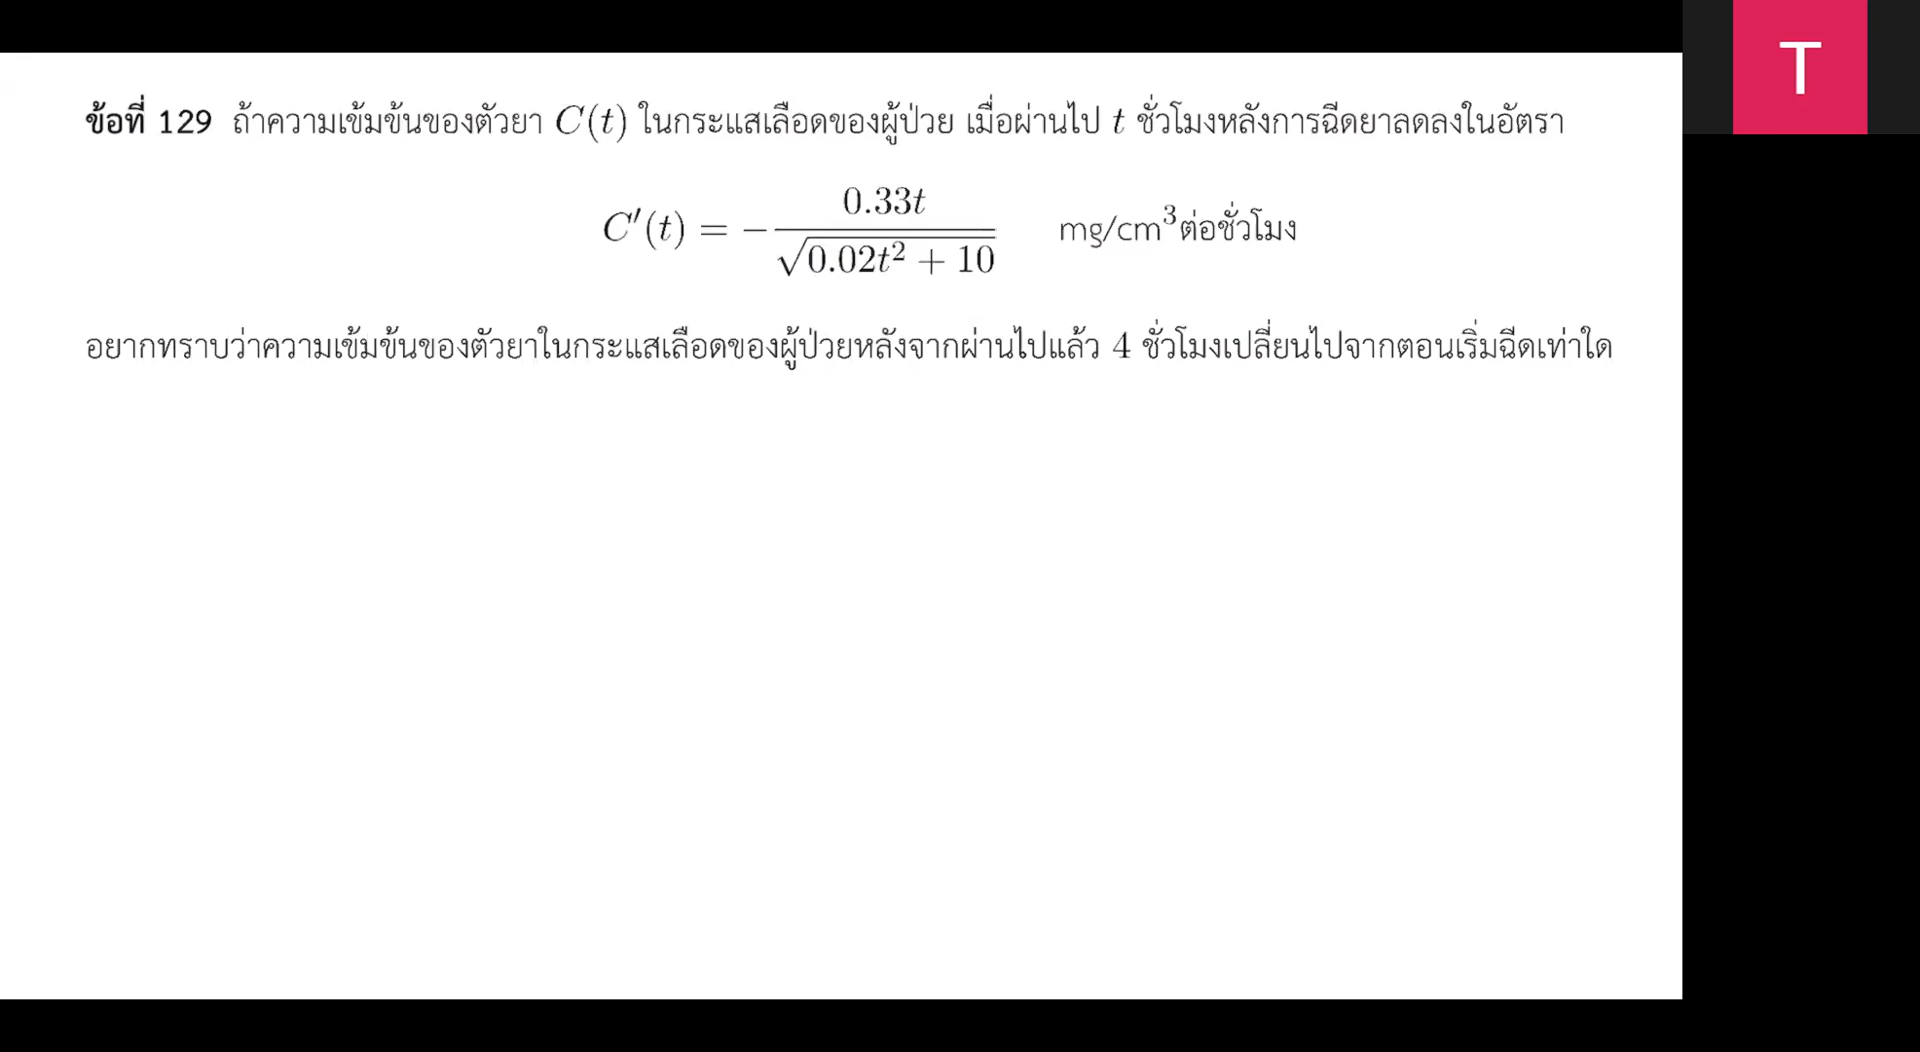 T
ข้อที่ 129 ถ้าความเข้มข้นของตัวยา C(t) ในกระแสเลือดของผู้ป่วย เมื่อผ่านไป t ชั่วโมงหลังการฉีดยาลดลงในอัตรา
C′(t) = −0.33t/√(0.02t² + 10) mg/cm³ต่อชั่วโมง
อยากทราบว่าความเข้มข้นของตัวยาในกระแสเลือดของผู้ป่วยหลังจากผ่านไปแล้ว 4 ชั่วโมงเปลี่ยนไปจากตอนเริ่มฉีดเท่าใด